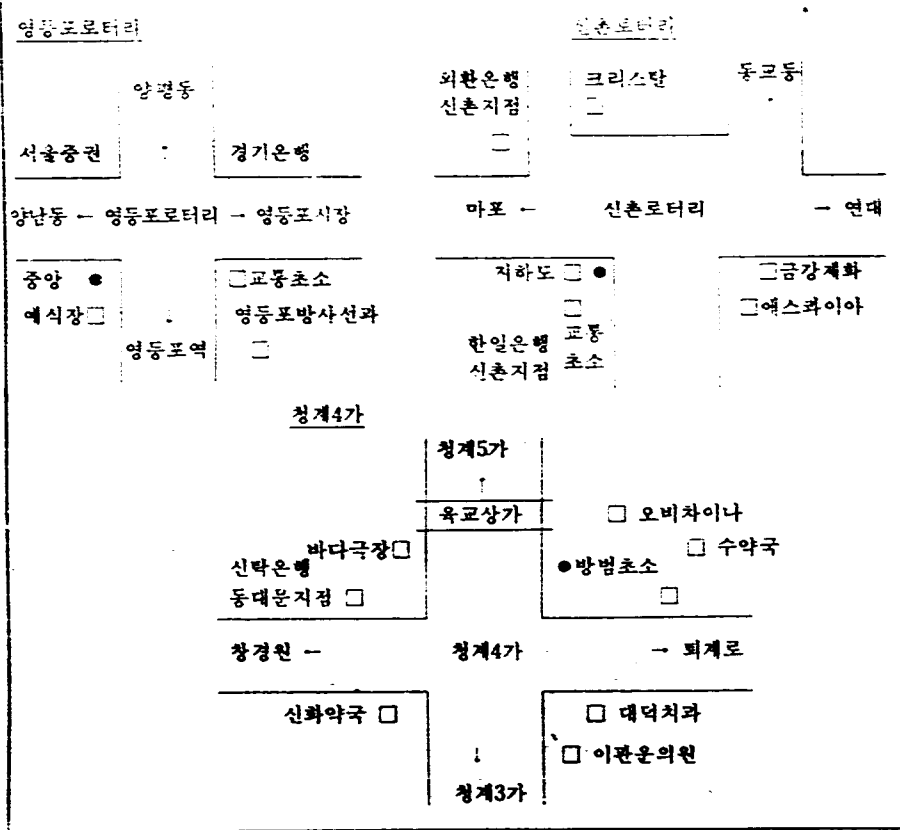 영등포로터리
양평동
서울증권
경기은행
양남동 ← 영등포로터리 → 영등포시장
중앙 ●
예식장□
□교통초소
영등포방사선과
□
영등포역
신촌로터리
외환은행
신촌지점
□
크리스탈
□
동교동
마포 ← 신촌로터리 → 연대
지하도 □ ●
□
한일은행
신촌지점
교통
초소
□금강제화
□에스콰이아
청계4가
청계5가
↑
육교상가
바다극장□
신탁은행
동대문지점 □
□ 오비차이나
□ 수약국
●방범초소
□
창경원 ← 청계4가 → 퇴계로
신화약국 □
□ 대덕치과
□ 이판운의원
↓
청계3가